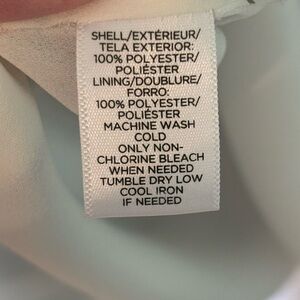 SHELL/EXTÉRIEUR/
TELA EXTERIOR:
100% POLYESTER/
POLIÉSTER
LINING/DOUBLURE/
FORRO:
100% POLYESTER/
POLIÉSTER
MACHINE WASH
COLD
ONLY NON-
CHLORINE BLEACH
WHEN NEEDED
TUMBLE DRY LOW
COOL IRON
IF NEEDED